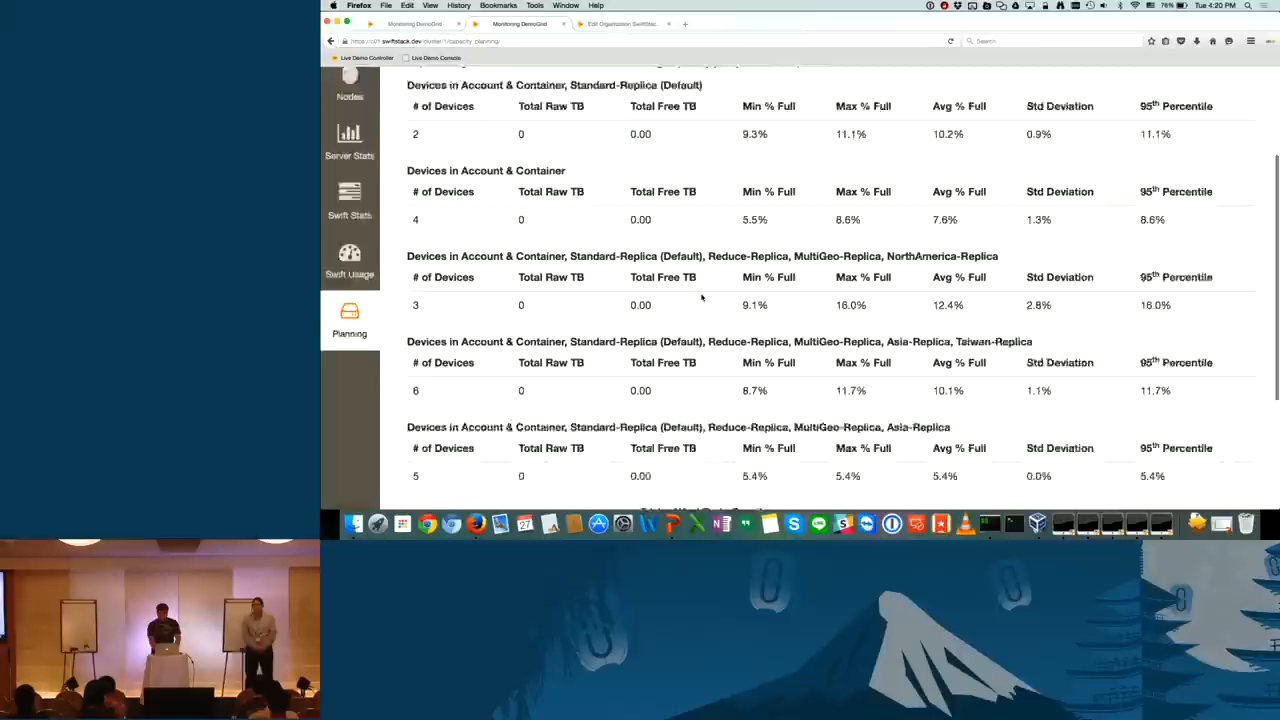 Firefox File Edit View History Bookmarks Tools Window Help
76% Tue 4:20 PM
Monitoring DemoGrid
Monitoring DemoGrid
Edit Organization SwiftStac...
https://c01.swiftstack.dev/cluster/1/capacity_planning/
Search
Live Demo Controller Live Demo Console
Nodes
Server Stats
Swift Stats
Swift Usage
Planning
Devices in Account & Container, Standard-Replica (Default)
# of Devices Total Raw TB Total Free TB Min % Full Max % Full Avg % Full Std Deviation 95th Percentile
2 0 0.00 9.3% 11.1% 10.2% 0.9% 11.1%
Devices in Account & Container
# of Devices Total Raw TB Total Free TB Min % Full Max % Full Avg % Full Std Deviation 95th Percentile
4 0 0.00 5.5% 8.6% 7.6% 1.3% 8.6%
Devices in Account & Container, Standard-Replica (Default), Reduce-Replica, MultiGeo-Replica, NorthAmerica-Replica
# of Devices Total Raw TB Total Free TB Min % Full Max % Full Avg % Full Std Deviation 95th Percentile
3 0 0.00 9.1% 16.0% 12.4% 2.8% 16.0%
Devices in Account & Container, Standard-Replica (Default), Reduce-Replica, MultiGeo-Replica, Asia-Replica, Taiwan-Replica
# of Devices Total Raw TB Total Free TB Min % Full Max % Full Avg % Full Std Deviation 95th Percentile
6 0 0.00 8.7% 11.7% 10.1% 1.1% 11.7%
Devices in Account & Container, Standard-Replica (Default), Reduce-Replica, MultiGeo-Replica, Asia-Replica
# of Devices Total Raw TB Total Free TB Min % Full Max % Full Avg % Full Std Deviation 95th Percentile
5 0 0.00 5.4% 5.4% 5.4% 0.0% 5.4%
27